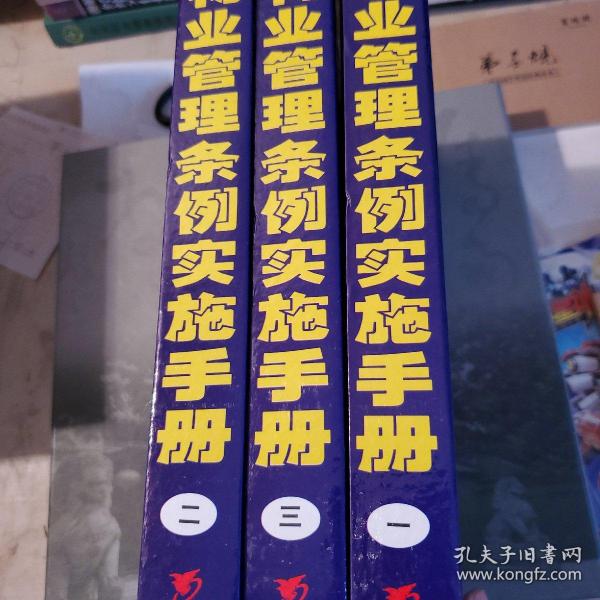 物业管理条例实施手册
二
物业管理条例实施手册
三
业管理条例实施手册
一
孔夫子旧书网
www.kongfz.com